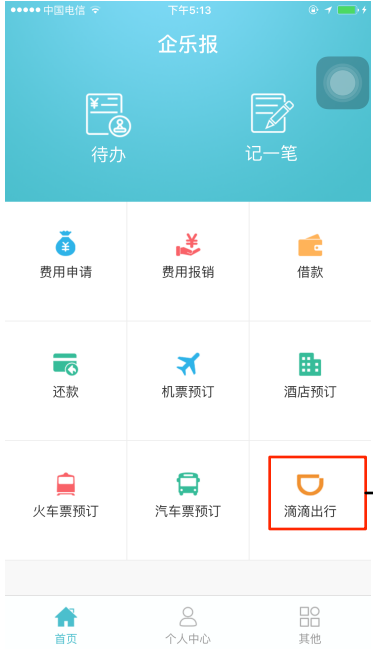 中国电信 下午5:13
企乐报
待办 记一笔
费用申请 费用报销 借款
还款 机票预订 酒店预订
火车票预订 汽车票预订 滴滴出行
首页 个人中心 其他